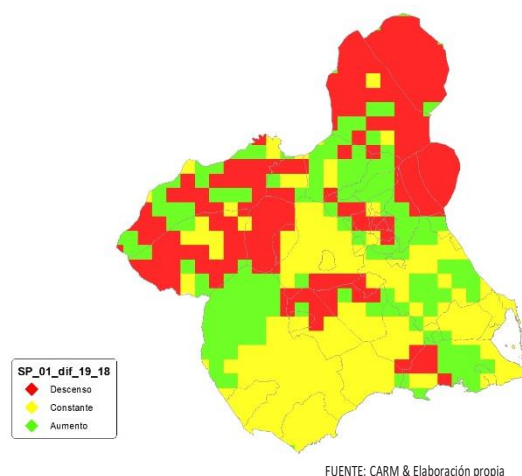 SP_01_dif_19_18
Descenso
Constante
Aumento
FUENTE: CARM & Elaboración propia